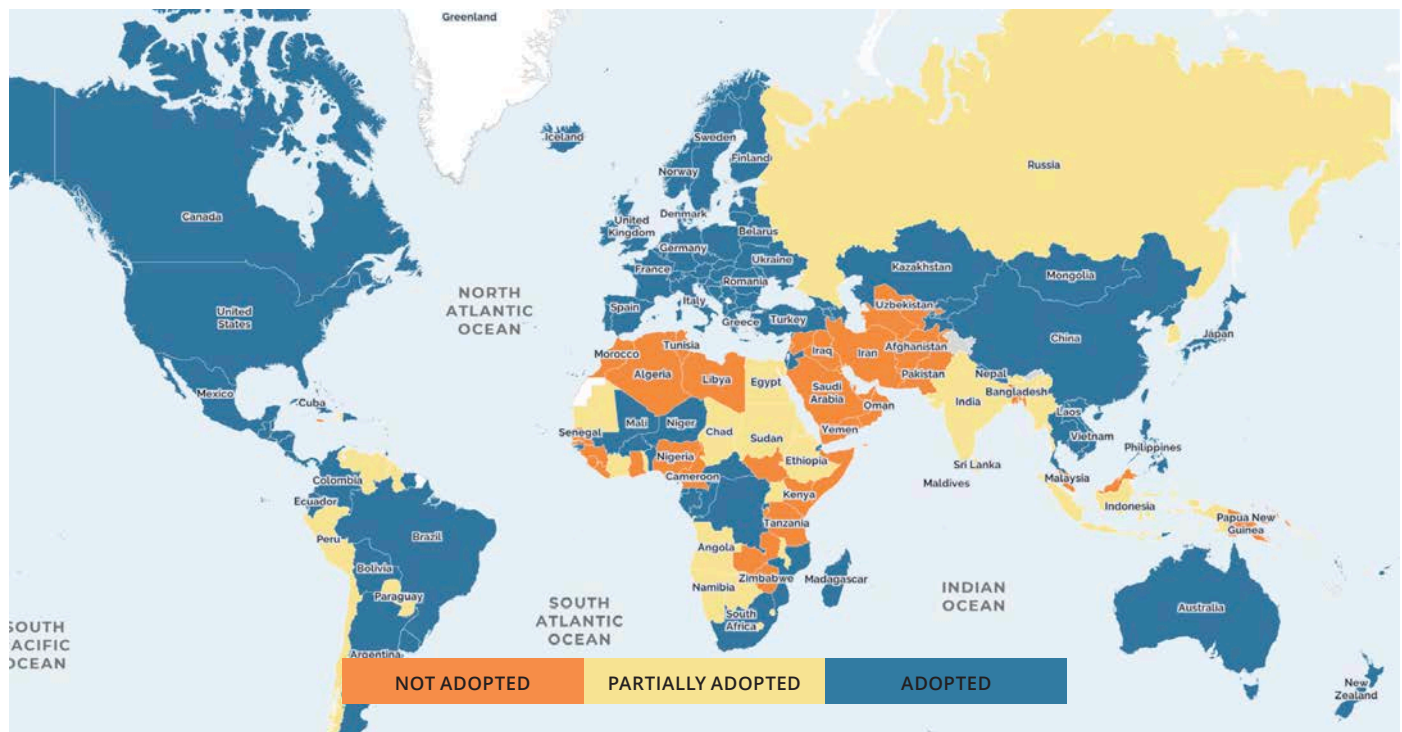 Greenland
Iceland
Sweden
Finland
Norway
Russia
Canada
United
Kingdom
Denmark
Belarus
Germany
Ukraine
France
Kazakhstan
Mongolia
Romania
NORTH
ATLANTIC
OCEAN
Spain
Italy
Uzbekistan
United
States
Greece
Turkey
Japan
China
Morocco
Tunisia
Iraq
Iran
Afghanistan
Algeria
Libya
Egypt
Saudi
Arabia
Pakistan
Nepal
Mexico
Cuba
Bangladesh
India
Oman
Laos
Mali
Niger
Chad
Sudan
Yemen
Senegal
Vietnam
Philippines
Nigeria
Ethiopia
Sri Lanka
Colombia
Cameroon
Malaysia
Maldives
Ecuador
Kenya
Indonesia
Papua New
Guinea
Tanzania
Peru
Brazil
Angola
Bolivia
Zimbabwe
Madagascar
Namibia
INDIAN
OCEAN
Paraguay
SOUTH
ATLANTIC
OCEAN
South
Africa
Australia
SOUTH
ACIFIC
OCEAN
Argentina
New
Zealand
NOT ADOPTED
PARTIALLY ADOPTED
ADOPTED